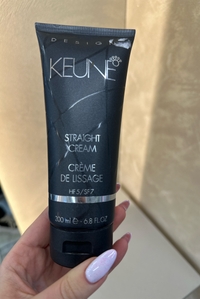 DESIGN
KEUNE
STRAIGHT
CREAM
CRÈME
DE LISSAGE
HF5/SF7
200 ml ℮ - 6.8 FL.OZ